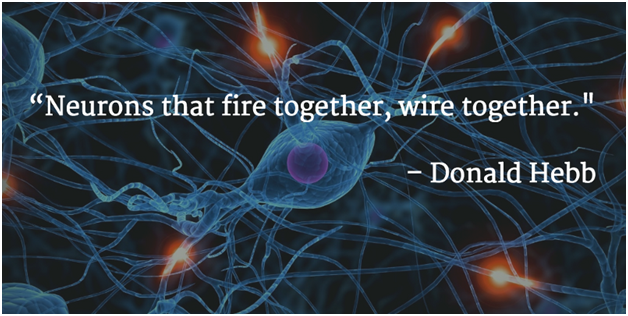 “Neurons that fire together, wire together."
– Donald Hebb